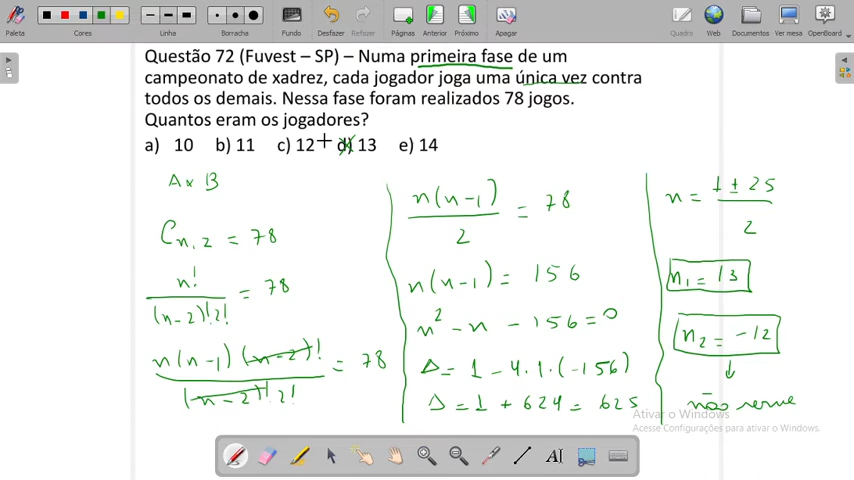 Paleta
Cores
Linha
Borracha
Fundo
Desfazer
Páginas
Anterior
Próximo
Apagar
Quadro
Web
Documentos
Mostrar o
OpenBoard
Questão 72 (Fuvest – SP) – Numa primeira fase de um
campeonato de xadrez, cada jogador joga uma única vez contra
todos os demais. Nessa fase foram realizados 78 jogos.
Quantos eram os jogadores?
a) 10 b) 11 c) 12 d) 13 e) 14
A x B
C n,2 = 78
n!/(n-2)!2! = 78
n(n-1)(n-2)!/(n-2)!2! = 78
n(n-1)/2 = 78
n(n-1) = 156
n² - n - 156 = 0
Δ = 1 - 4.1.(-156)
Δ = 1 + 624 = 625
n = 1 ± 25/2
n₁ = 13
n₂ = -12
↓
não serve
Ativar o Windows
Acesse Configurações para ativar o Windows.